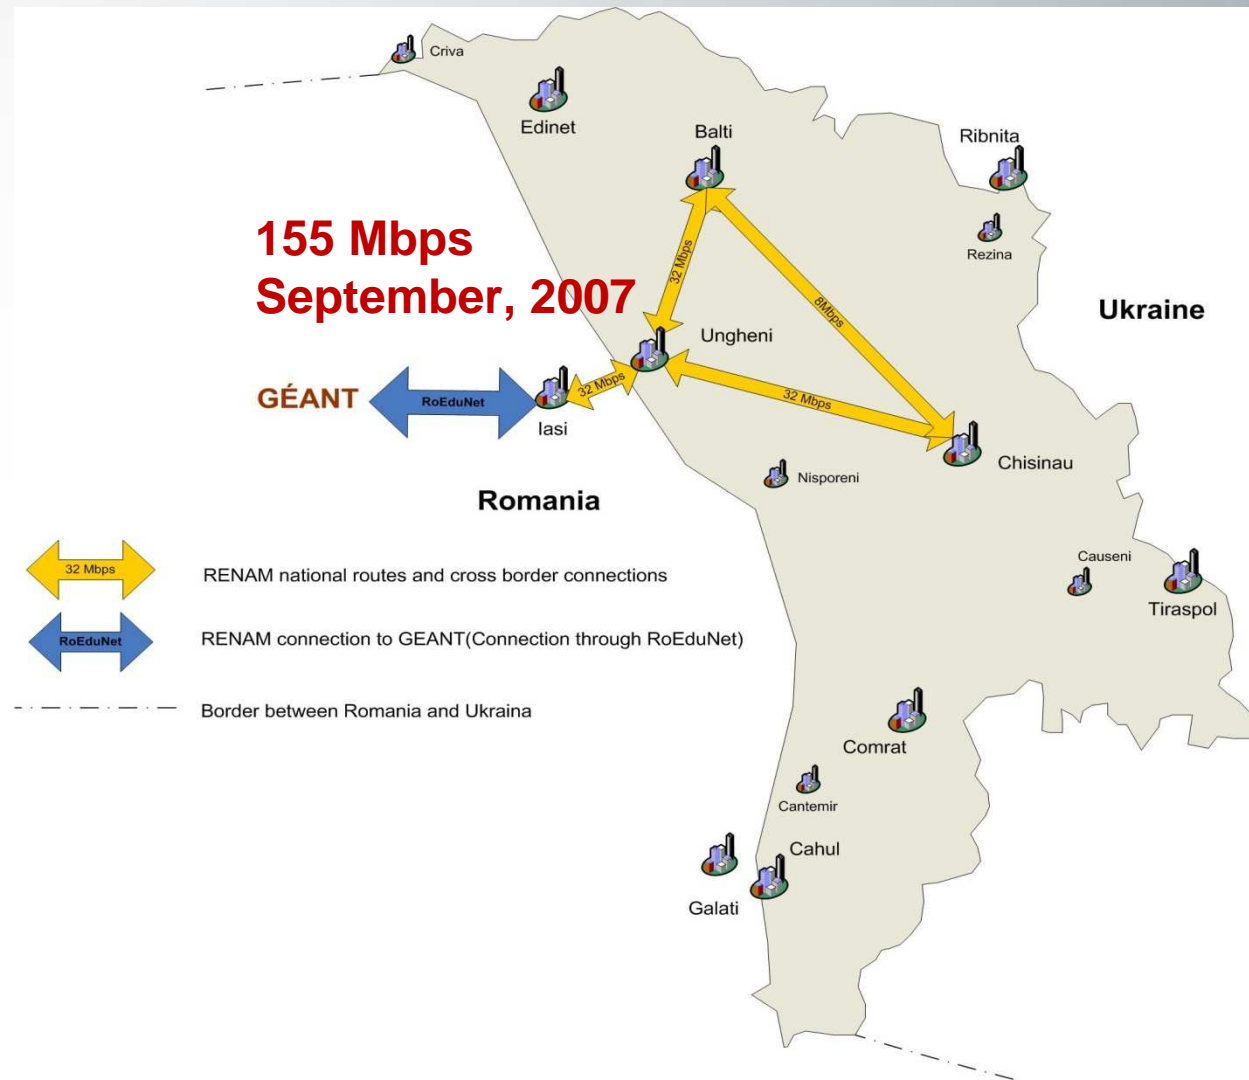 Criva
Edinet
Balti
Ribnita
Rezina
155 Mbps
September, 2007
32 Mbps
8Mbps
Ukraine
Ungheni
32 Mbps
32 Mbps
GÉANT
RoEduNet
Iasi
Chisinau
Nisporeni
Romania
32 Mbps
RENAM national routes and cross border connections
Causeni
Tiraspol
RoEduNet
RENAM connection to GEANT(Connection through RoEduNet)
Border between Romania and Ukraina
Comrat
Cantemir
Cahul
Galati